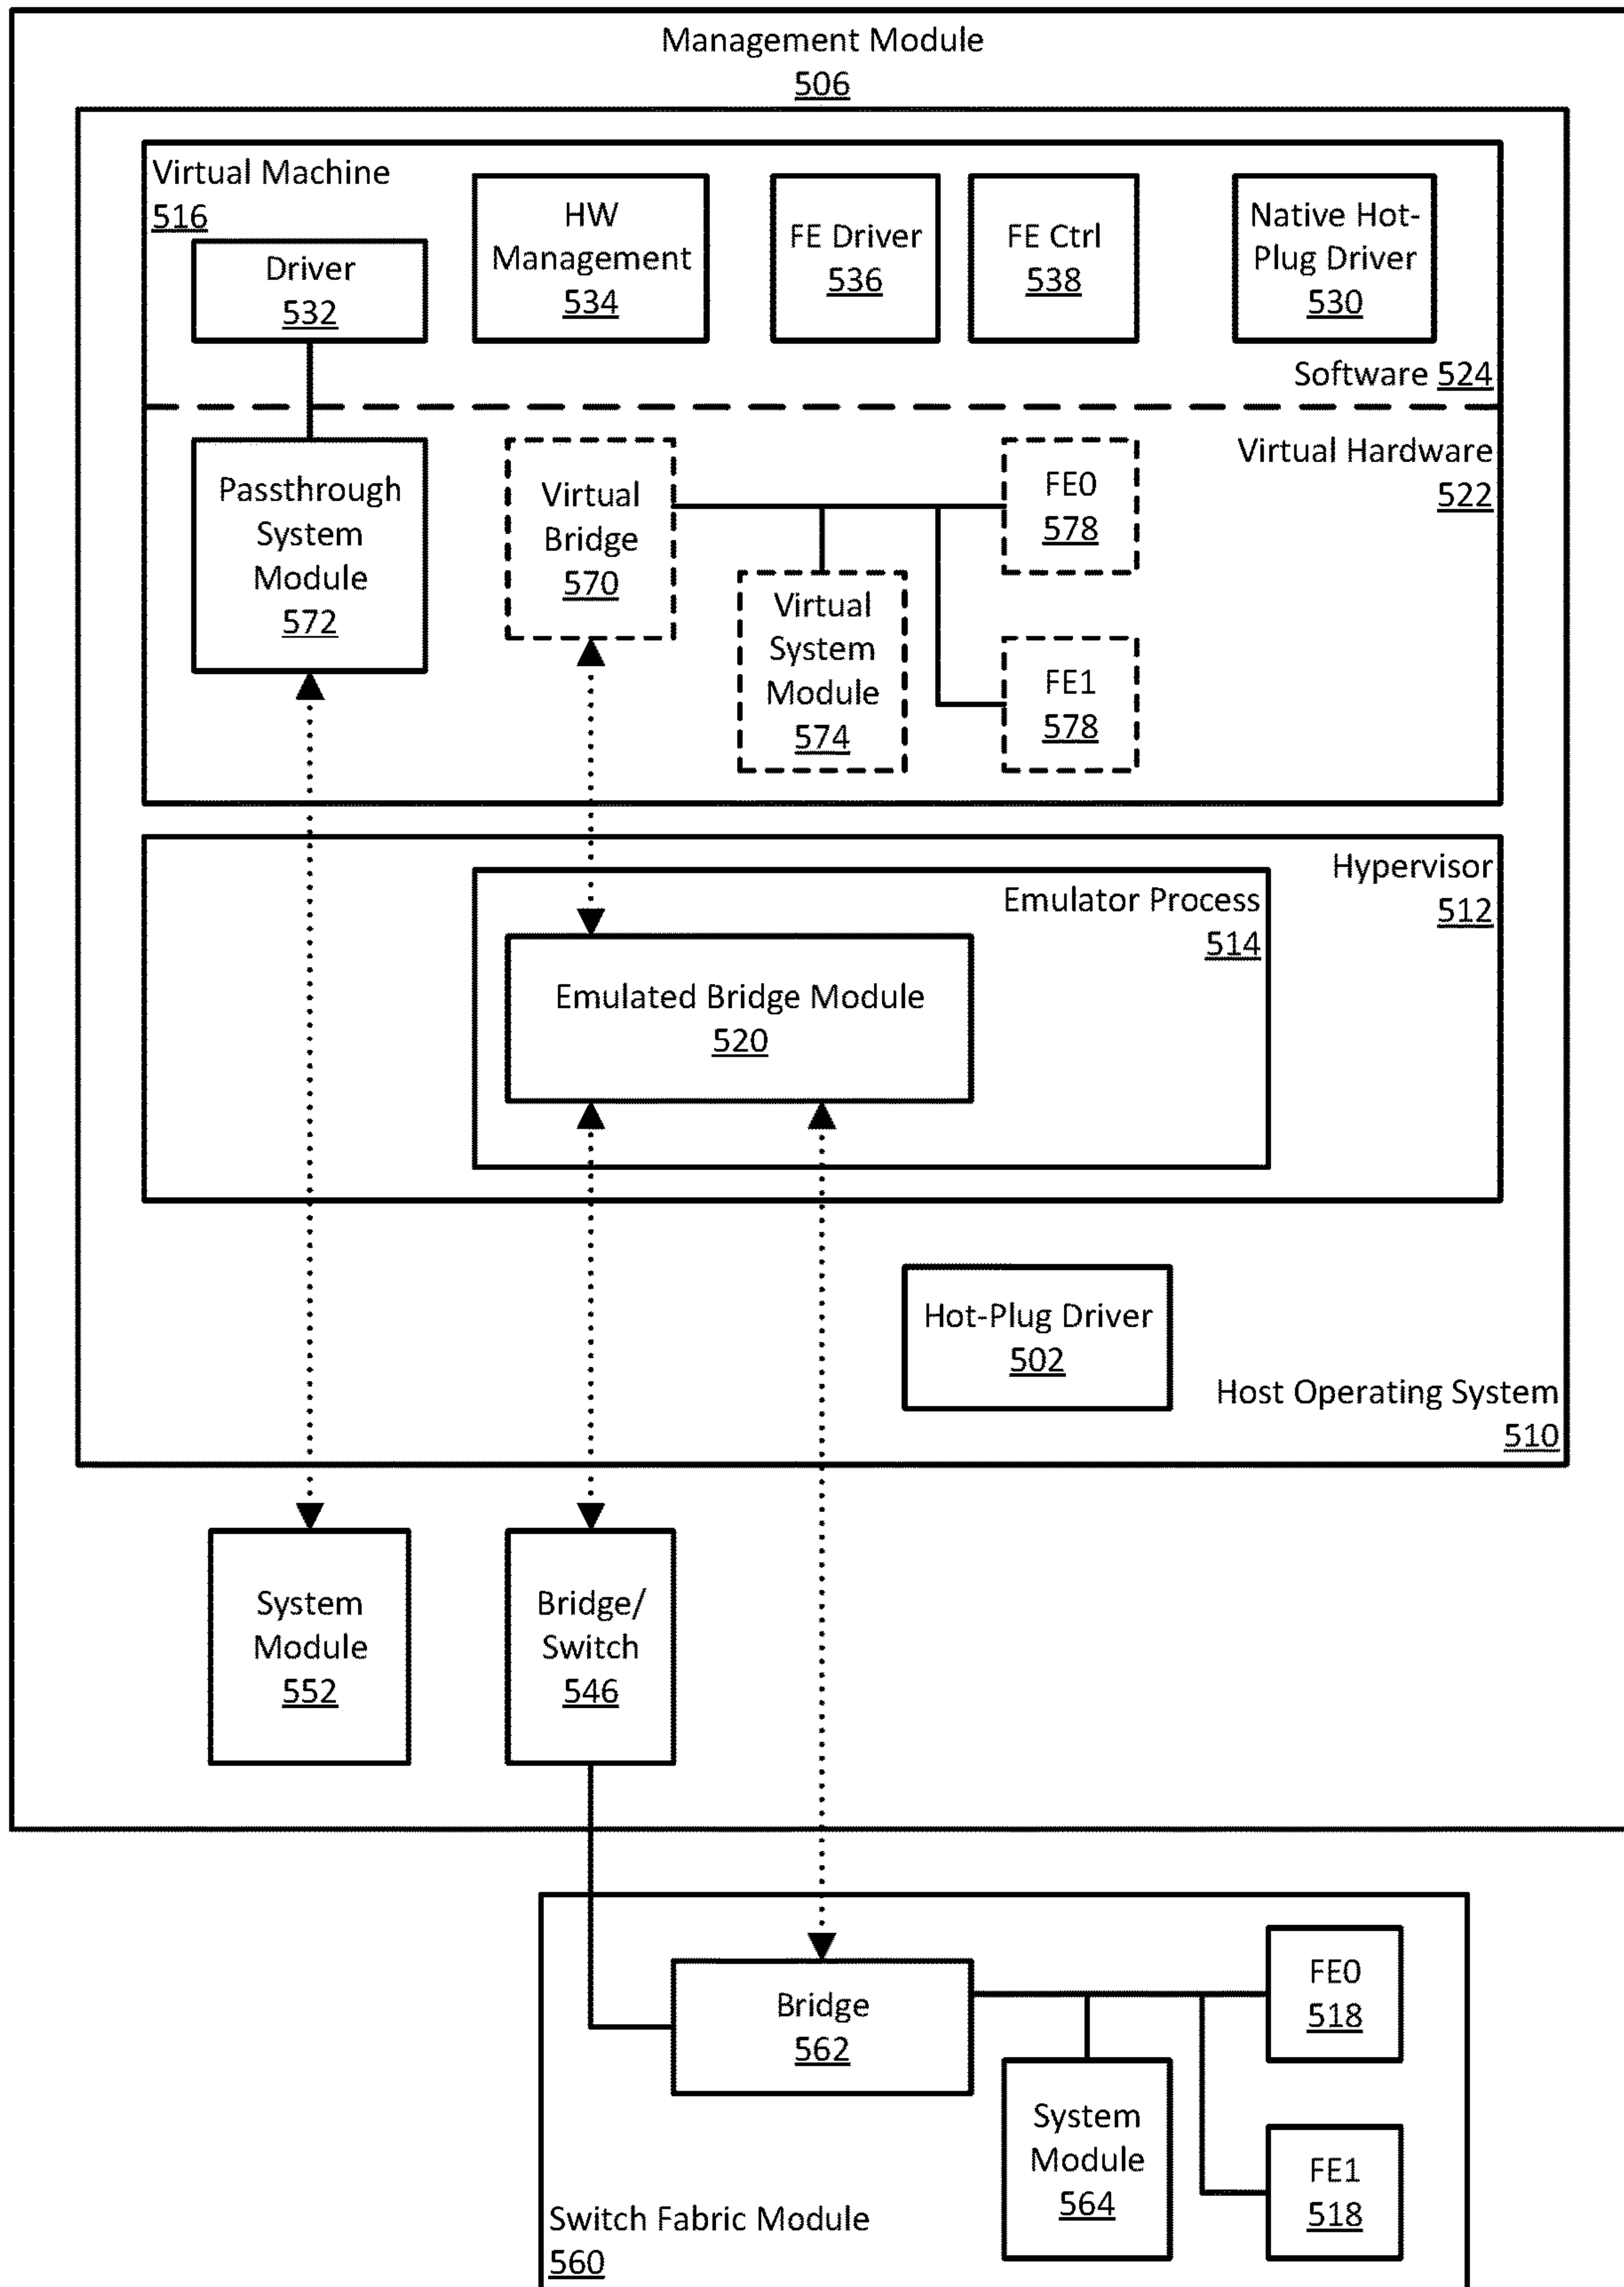 Management Module
506
Virtual Machine
516
Driver
532
HW
Management
534
FE Driver
536
FE Ctrl
538
Native Hot-
Plug Driver
530
Software 524
Virtual Hardware
522
Passthrough
System
Module
572
Virtual
Bridge
570
Virtual
System
Module
574
FE0
578
FE1
578
Hypervisor
512
Emulator Process
514
Emulated Bridge Module
520
Hot-Plug Driver
502
Host Operating System
510
System
Module
552
Bridge/
Switch
546
Bridge
562
FE0
518
System
Module
564
FE1
518
Switch Fabric Module
560